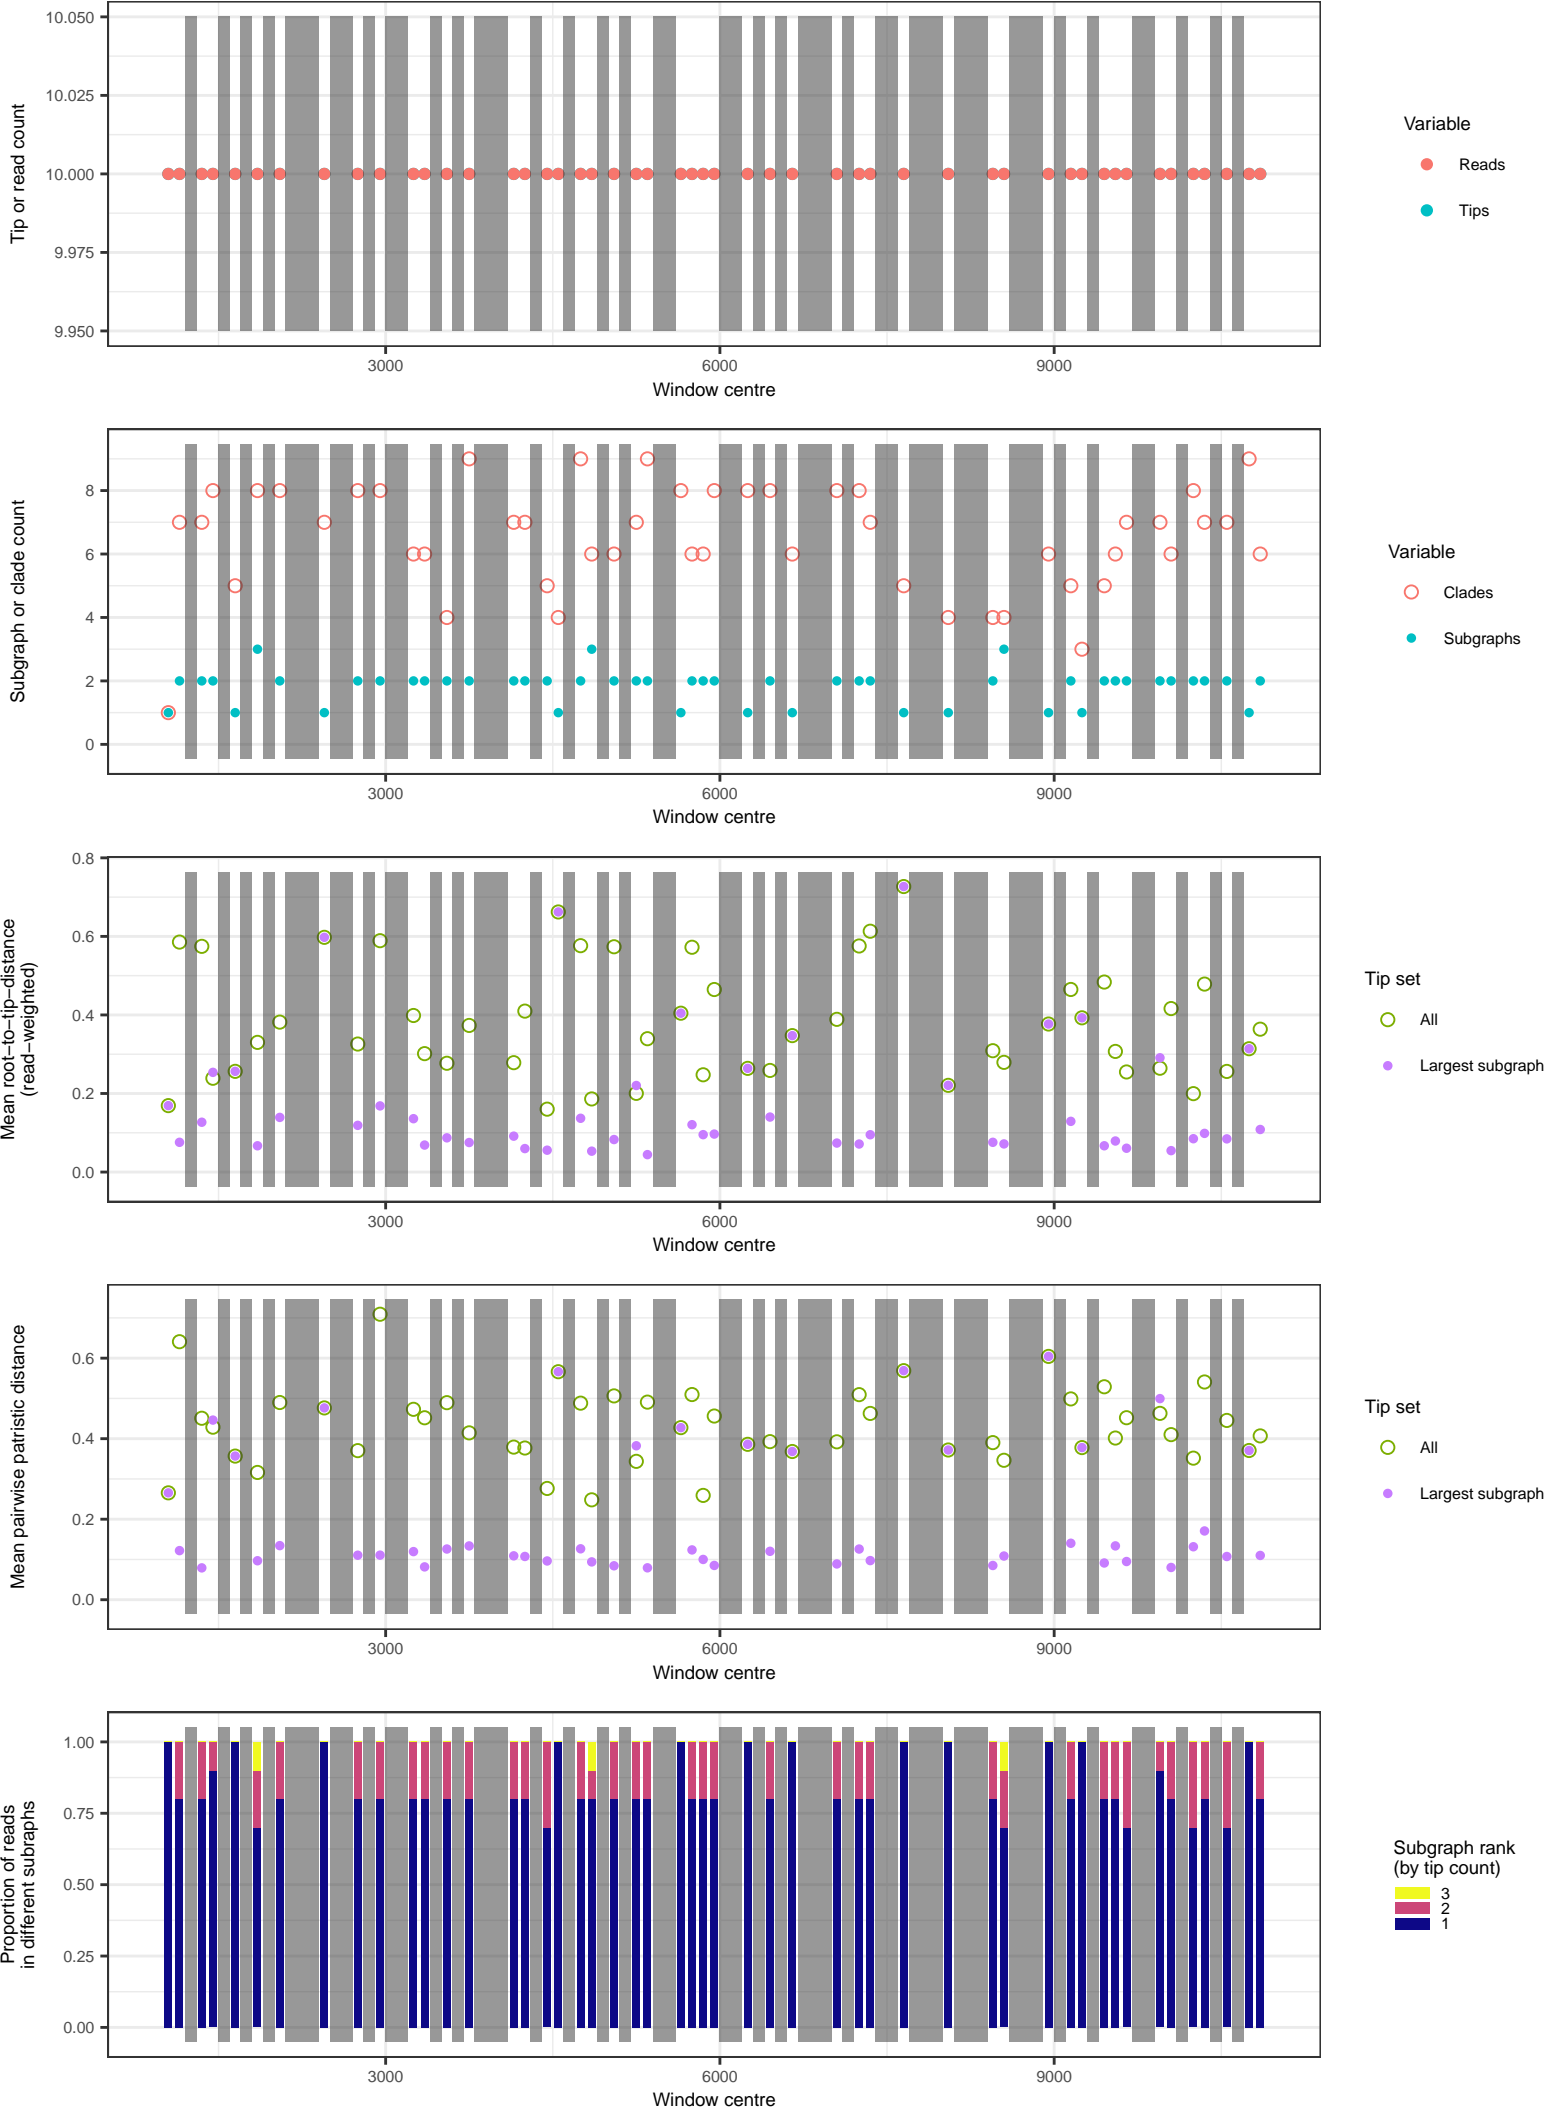 10.050
10.025
10.000
9.975
9.950
Tip or read count
3000
6000
9000
Window centre
Variable
Reads
Tips
8
6
4
2
0
Subgraph or clade count
3000
6000
9000
Window centre
Variable
Clades
Subgraphs
0.8
0.6
0.4
0.2
0.0
Mean root−to−tip−distance
(read−weighted)
3000
6000
9000
Window centre
Tip set
All
Largest subgraph
0.6
0.4
0.2
0.0
Mean pairwise patristic distance
3000
6000
9000
Window centre
Tip set
All
Largest subgraph
1.00
0.75
0.50
0.25
0.00
Proportion of reads
in different subraphs
3000
6000
9000
Window centre
Subgraph rank
(by tip count)
3
2
1